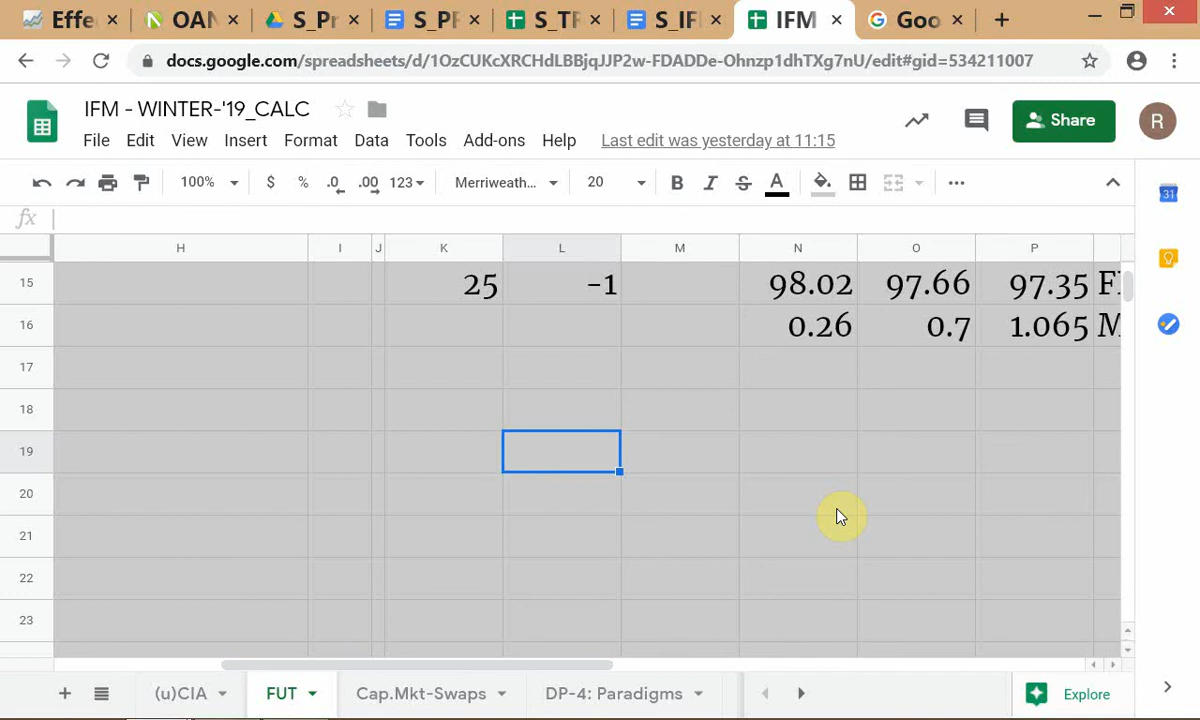 Effe × OAN × S_Pr × S_PF × S_TF × S_IFI × IFM × Goo × +
docs.google.com/spreadsheets/d/1OzCUKcXRCHdLBBjqJJP2w-FDADDe-Ohnzp1dhTXg7nU/edit#gid=534211007
IFM - WINTER-'19_CALC
File Edit View Insert Format Data Tools Add-ons Help Last edit was yesterday at 11:15
Share
R
100% $ % .0 .00 123 Merriweath... 20 B I S A ...
31
fx
H I J K L M N O P
15 25 -1 98.02 97.66 97.35 F
16 0.26 0.7 1.065 M
17
18
19
20
21
22
23
+ (u)CIA FUT Cap.Mkt-Swaps DP-4: Paradigms Explore